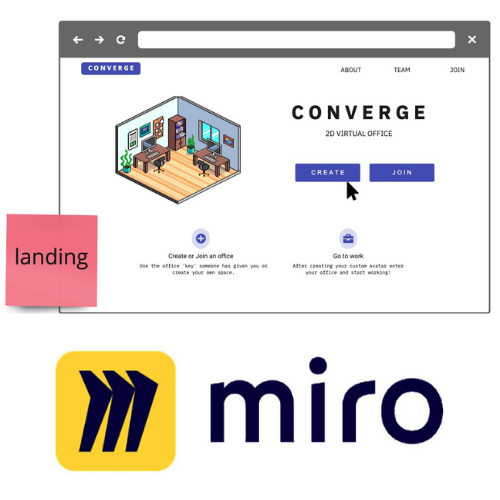 CONVERGE
ABOUT TEAM JOIN
CONVERGE
2D VIRTUAL OFFICE
CREATE JOIN
landing
Create or Join an office
Use the office 'key' someone has given you or
create your own space.
Go to work
After creating your custom avatar enter
your office and start working!
miro